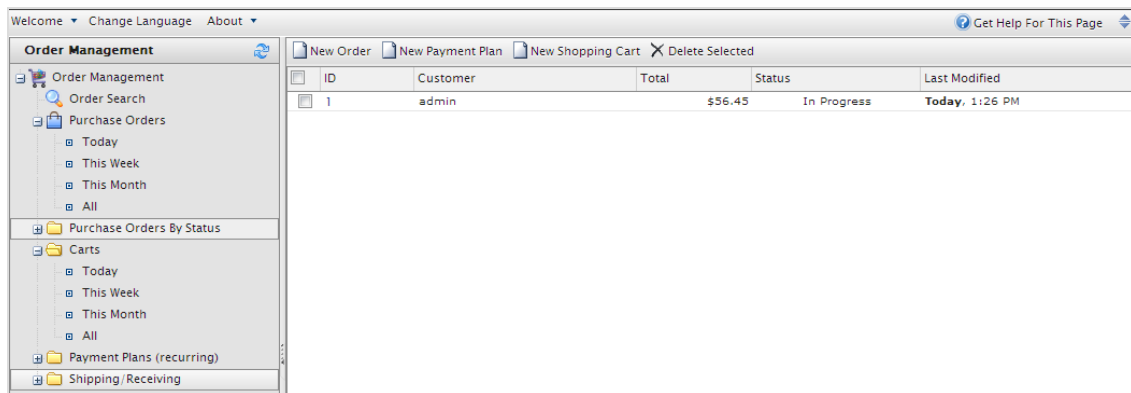 Welcome Change Language About Get Help For This Page
Order Management
New Order New Payment Plan New Shopping Cart Delete Selected
ID Customer Total Status Last Modified
1 admin $56.45 In Progress Today, 1:26 PM
Order Management
Order Search
Purchase Orders
Today
This Week
This Month
All
Purchase Orders By Status
Carts
Today
This Week
This Month
All
Payment Plans (recurring)
Shipping/Receiving